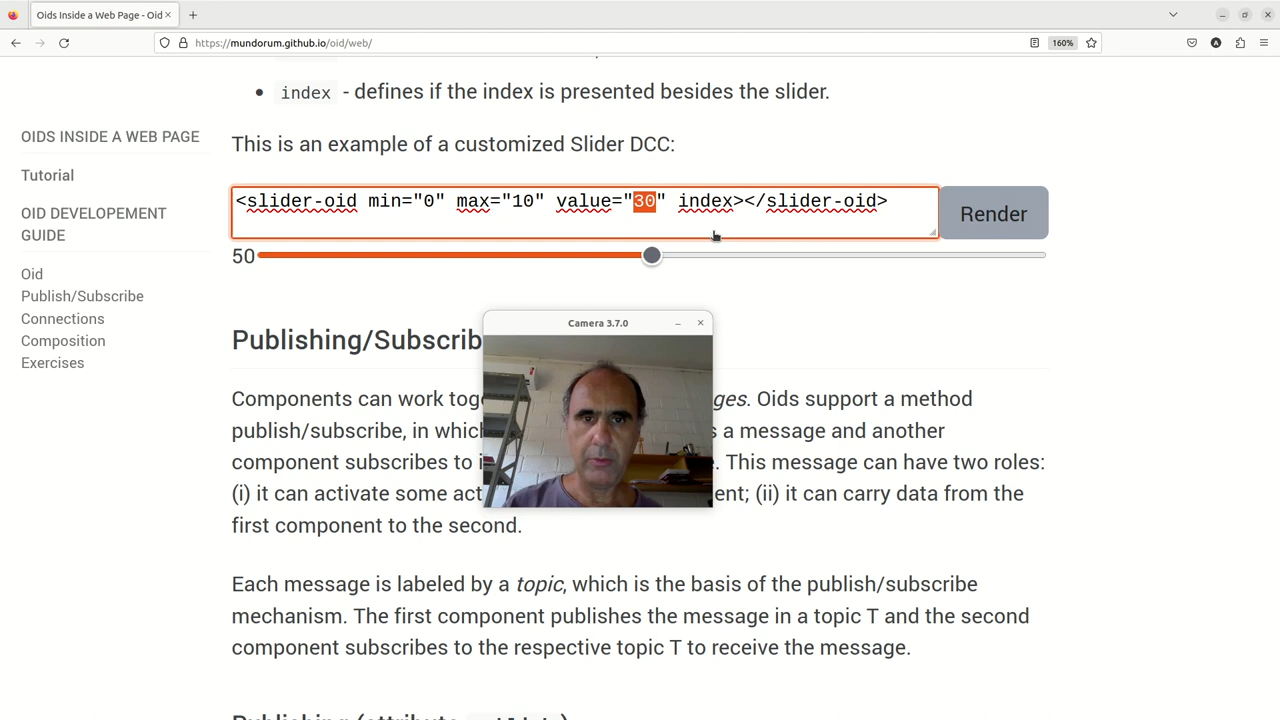 Oids Inside a Web Page - Oid
https://mundorum.github.io/oid/web/
160%
index - defines if the index is presented besides the slider.
OIDS INSIDE A WEB PAGE
Tutorial
OID DEVELOPEMENT
GUIDE
Oid
Publish/Subscribe
Connections
Composition
Exercises
This is an example of a customized Slider DCC:
<slider-oid min="0" max="10" value="30" index></slider-oid>
Render
50
Camera 3.7.0
Publishing/Subscrib
Components can work tog ges. Oids support a method
publish/subscribe, in whic s a message and another
component subscribes to i . This message can have two roles:
(i) it can activate some act ent; (ii) it can carry data from the
first component to the second.
Each message is labeled by a topic, which is the basis of the publish/subscribe
mechanism. The first component publishes the message in a topic T and the second
component subscribes to the respective topic T to receive the message.
Publishing (attribute